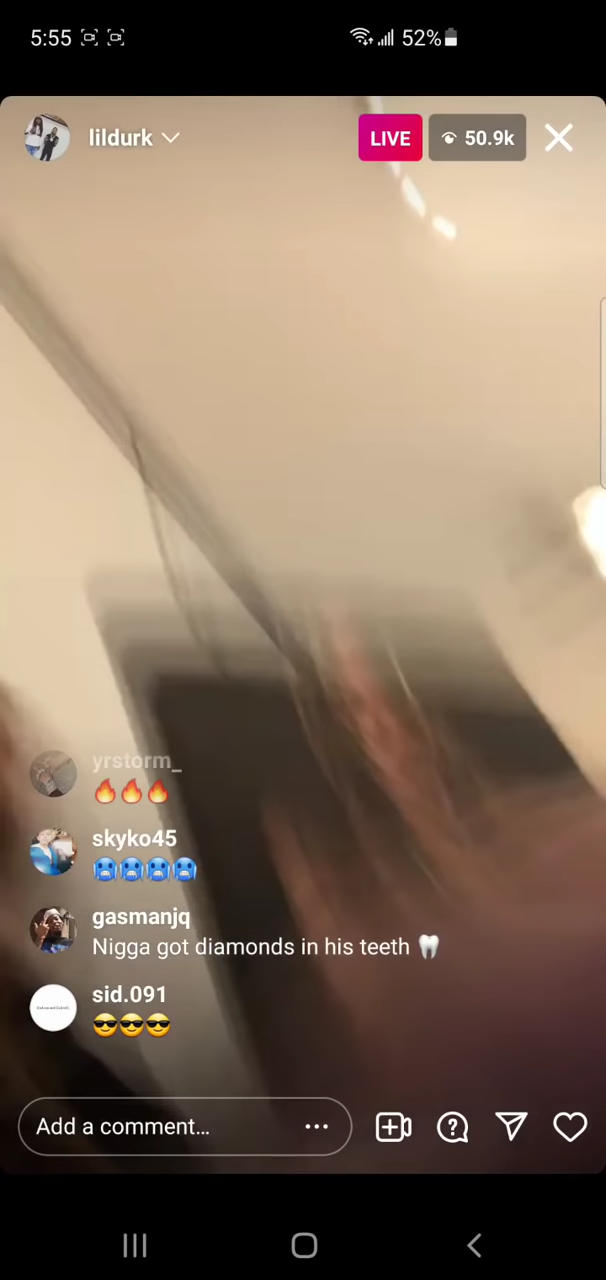 5:55
52%
lildurk
LIVE
50.9k
yrstorm_
🔥🔥🔥
skyko45
🥶🥶🥶🥶
gasmanjq
Nigga got diamonds in his teeth 🦷
sid.091
😎😎😎
Add a comment...